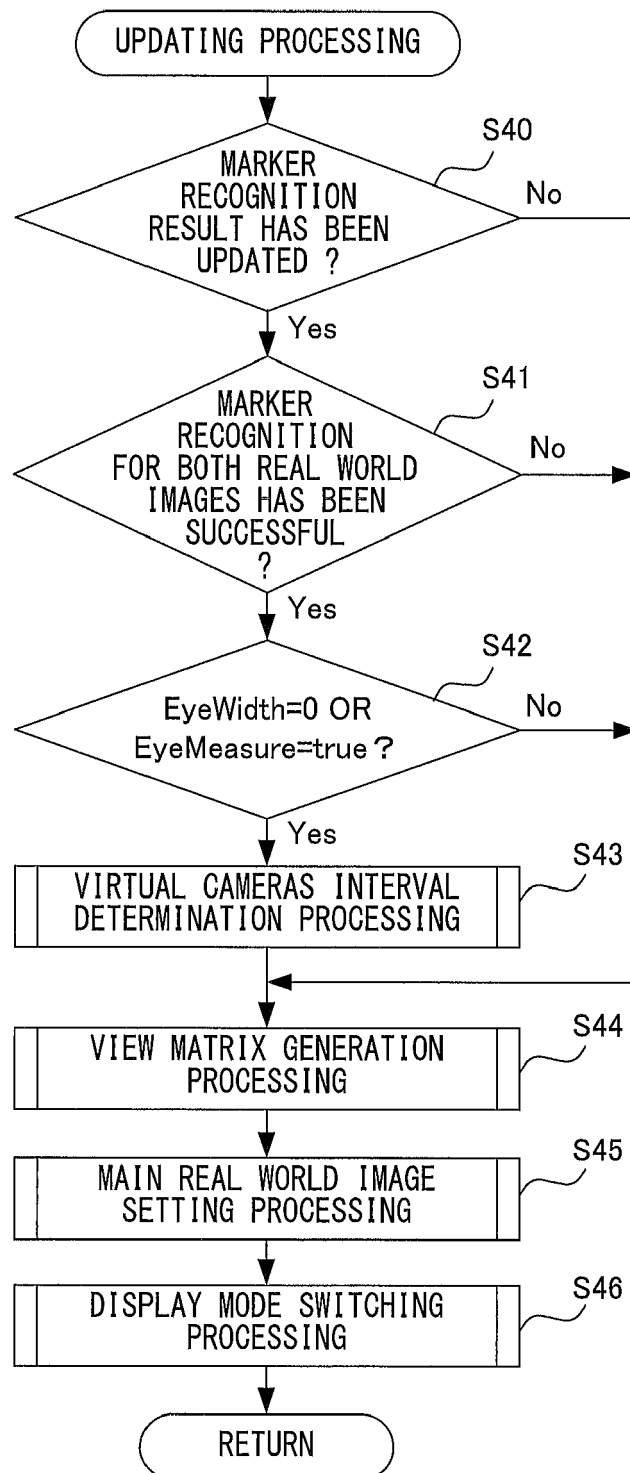 UPDATING PROCESSING
S40
MARKER
RECOGNITION
RESULT HAS BEEN
UPDATED ?
No
Yes
S41
MARKER
RECOGNITION
FOR BOTH REAL WORLD
IMAGES HAS BEEN
SUCCESSFUL
?
No
Yes
S42
EyeWidth=0 OR
EyeMeasure=true ?
No
Yes
S43
VIRTUAL CAMERAS INTERVAL
DETERMINATION PROCESSING
S44
VIEW MATRIX GENERATION
PROCESSING
S45
MAIN REAL WORLD IMAGE
SETTING PROCESSING
S46
DISPLAY MODE SWITCHING
PROCESSING
RETURN